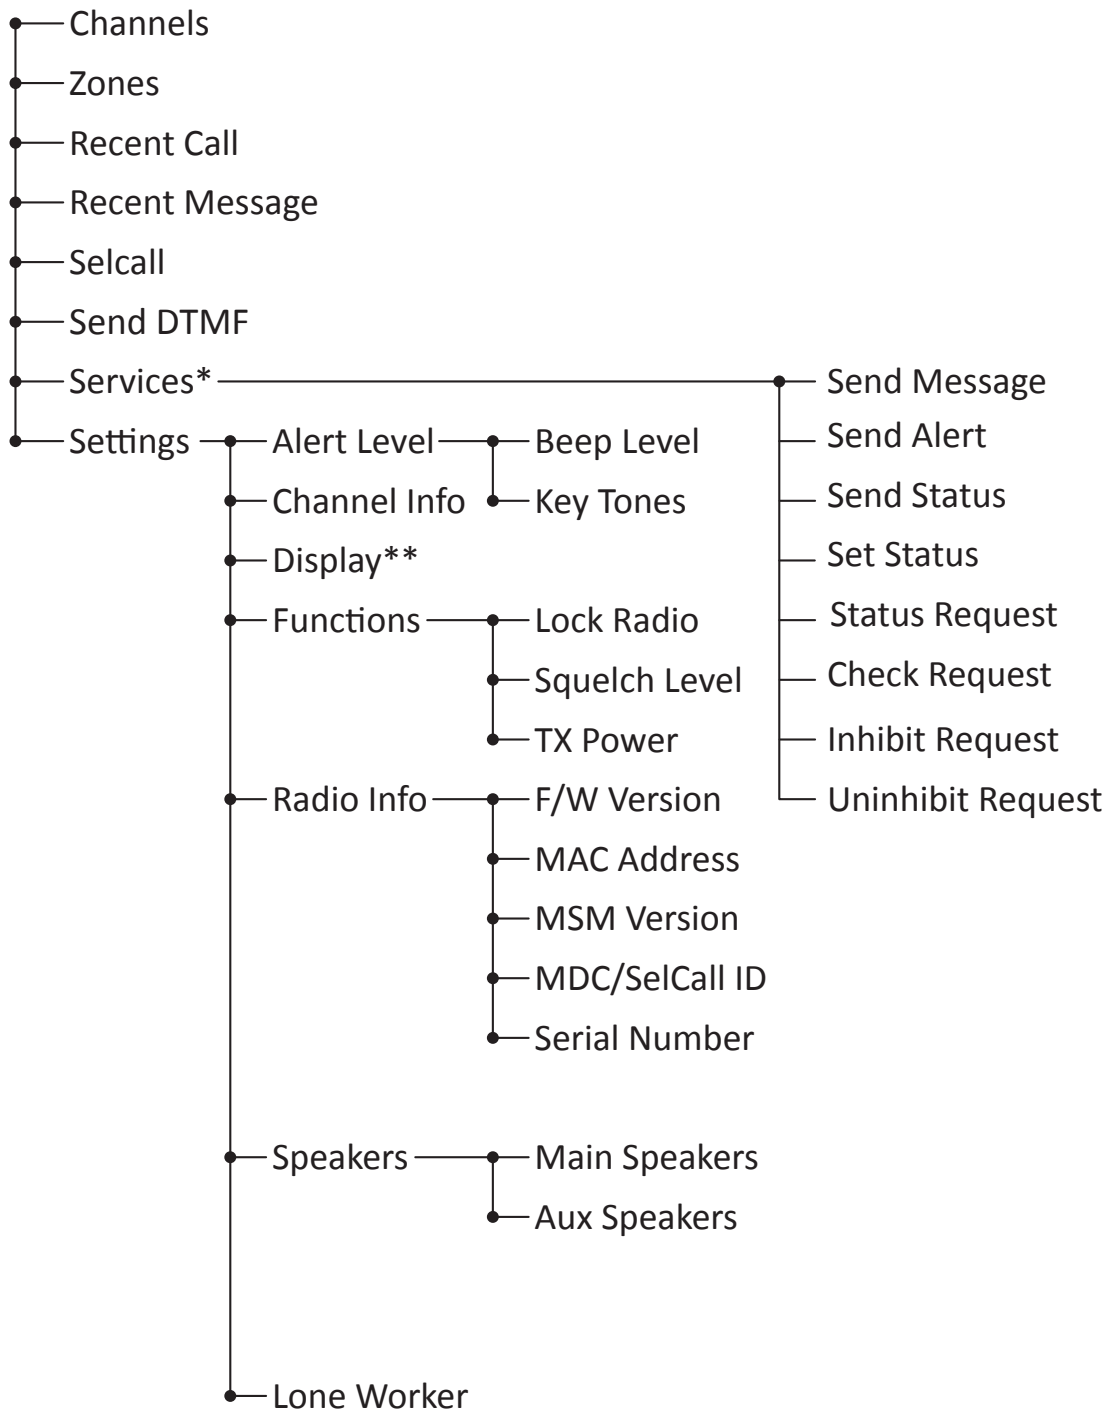 Channels
Zones
Recent Call
Recent Message
Selcall
Send DTMF
Services*
Send Message
Send Alert
Send Status
Set Status
Status Request
Check Request
Inhibit Request
Uninhibit Request
Settings
Alert Level
Beep Level
Key Tones
Channel Info
Display**
Functions
Lock Radio
Squelch Level
TX Power
Radio Info
F/W Version
MAC Address
MSM Version
MDC/SelCall ID
Serial Number
Speakers
Main Speakers
Aux Speakers
Lone Worker